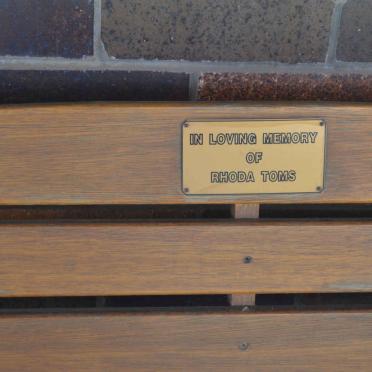 IN LOVING MEMORY
OF
RHODA TOMS